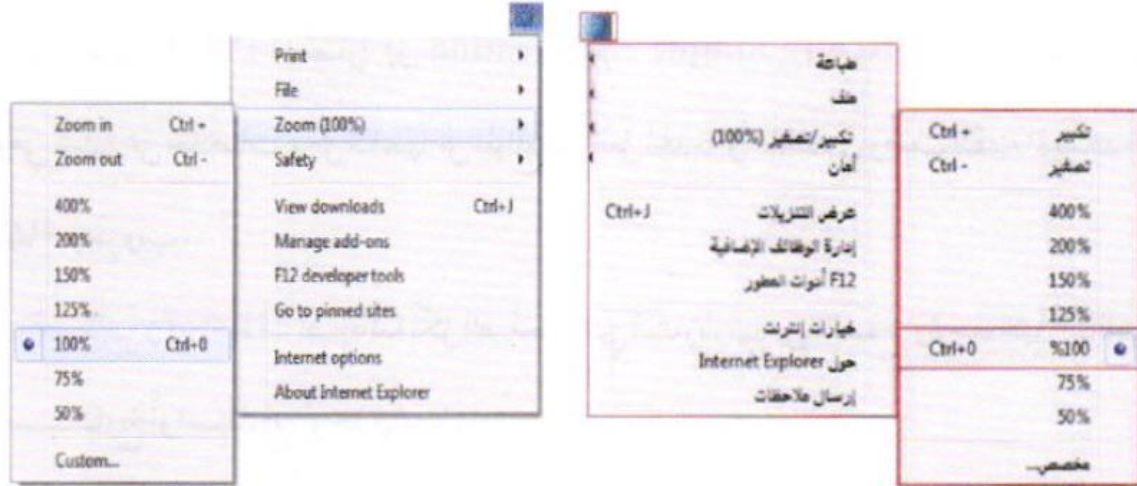 Print
File
Zoom (100%)
Safety
View downloads Ctrl+J
Manage add-ons
F12 developer tools
Go to pinned sites
Internet options
About Internet Explorer
Zoom in Ctrl +
Zoom out Ctrl -
400%
200%
150%
125%
100% Ctrl+0
75%
50%
Custom...
طباعة
ملف
تكبير/تصغير (100%)
أمان
عرض التنزيلات Ctrl+J
إدارة الوظائف الإضافية
F12 أدوات المطور
خيارات إنترنت
حول Internet Explorer
إرسال ملاحظات
تكبير Ctrl +
تصغير Ctrl -
400%
200%
150%
125%
%100 Ctrl+0
75%
50%
مخصص...